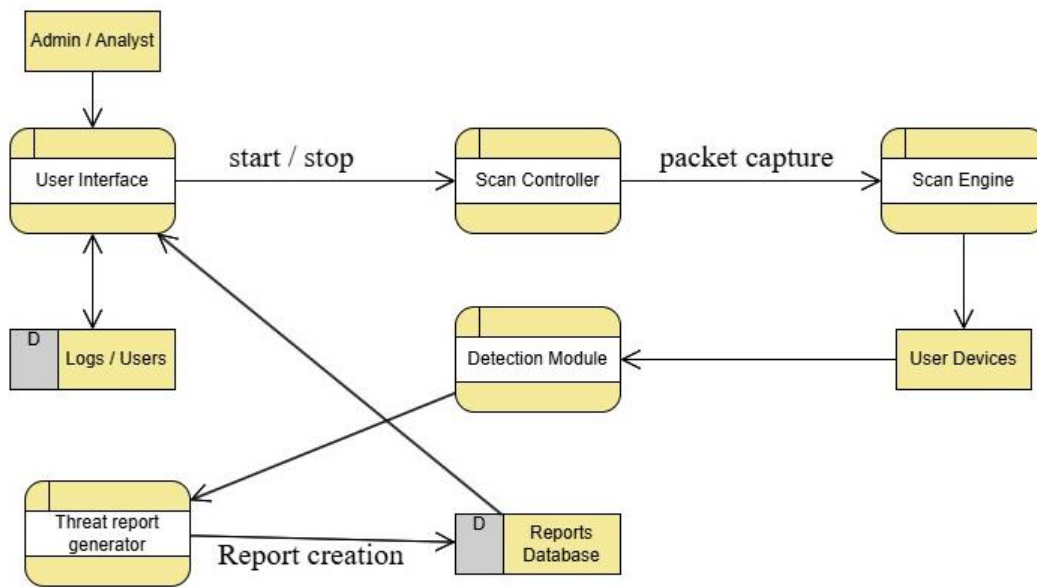 Admin / Analyst
User Interface
start / stop
Scan Controller
packet capture
Scan Engine
D
Logs / Users
Detection Module
User Devices
Threat report
generator
Report creation
D
Reports
Database